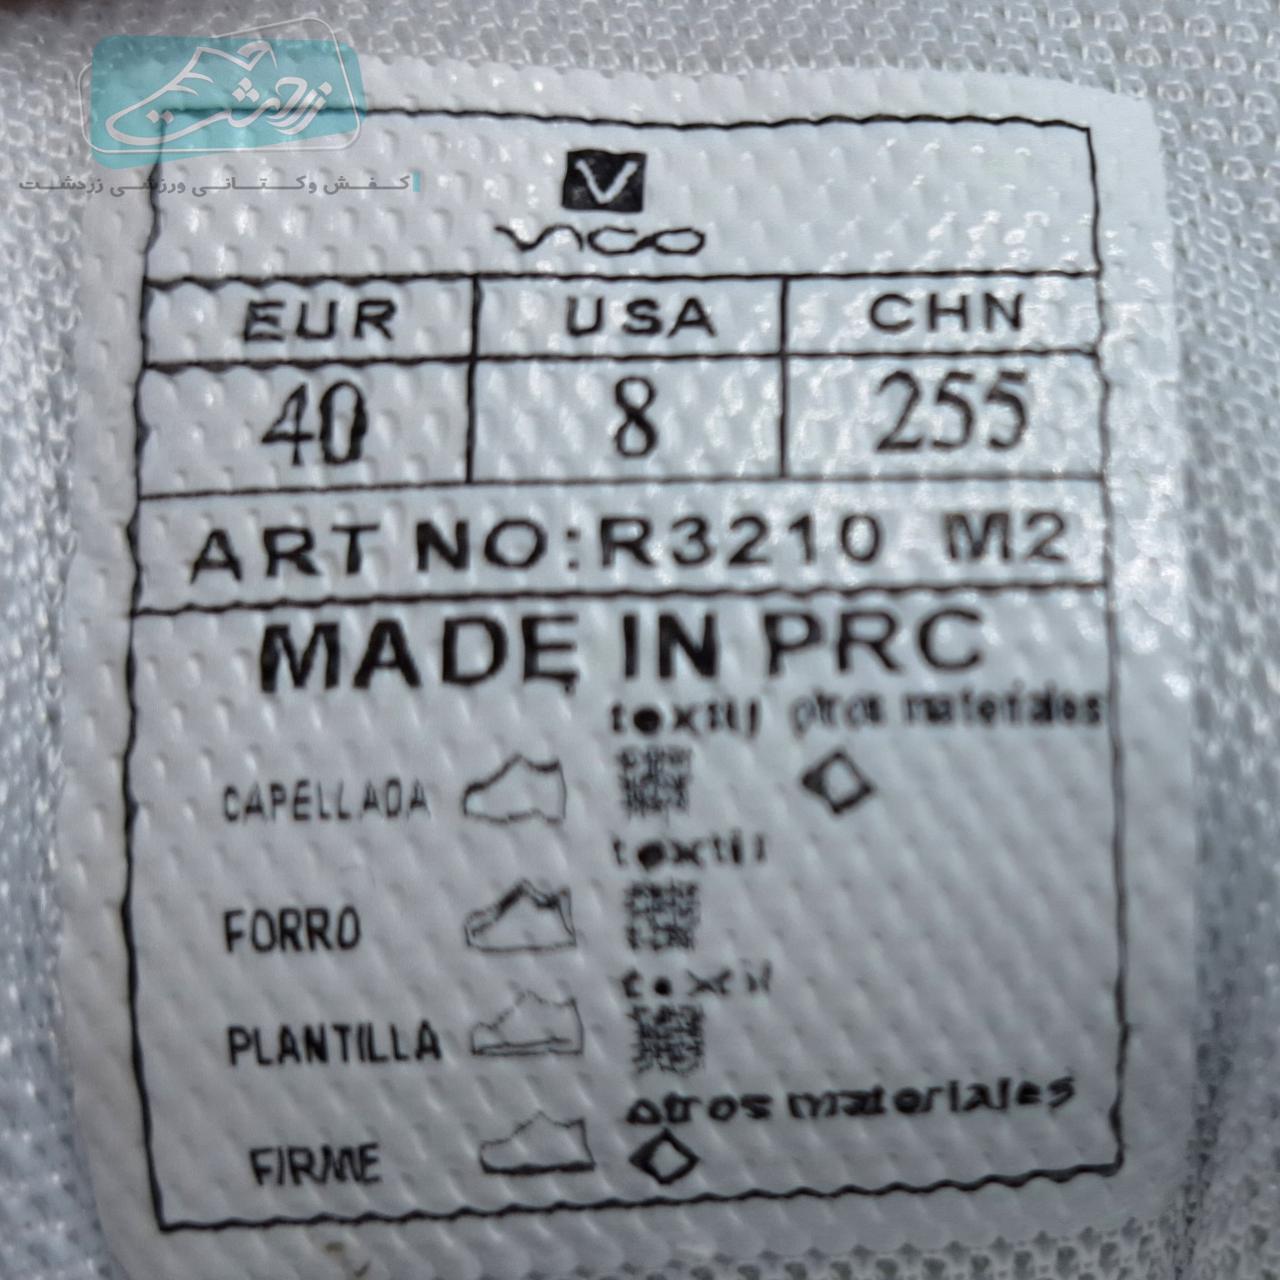 زردشت
کفش و کتانی ورزشی زردشت
V
VICO
EUR USA CHN
40 8 255
ART NO:R3210 M2
MADE IN PRC
textil otros materiales
CAPELLADA
textil
FORRO
textil
PLANTILLA
otros materiales
FIRME